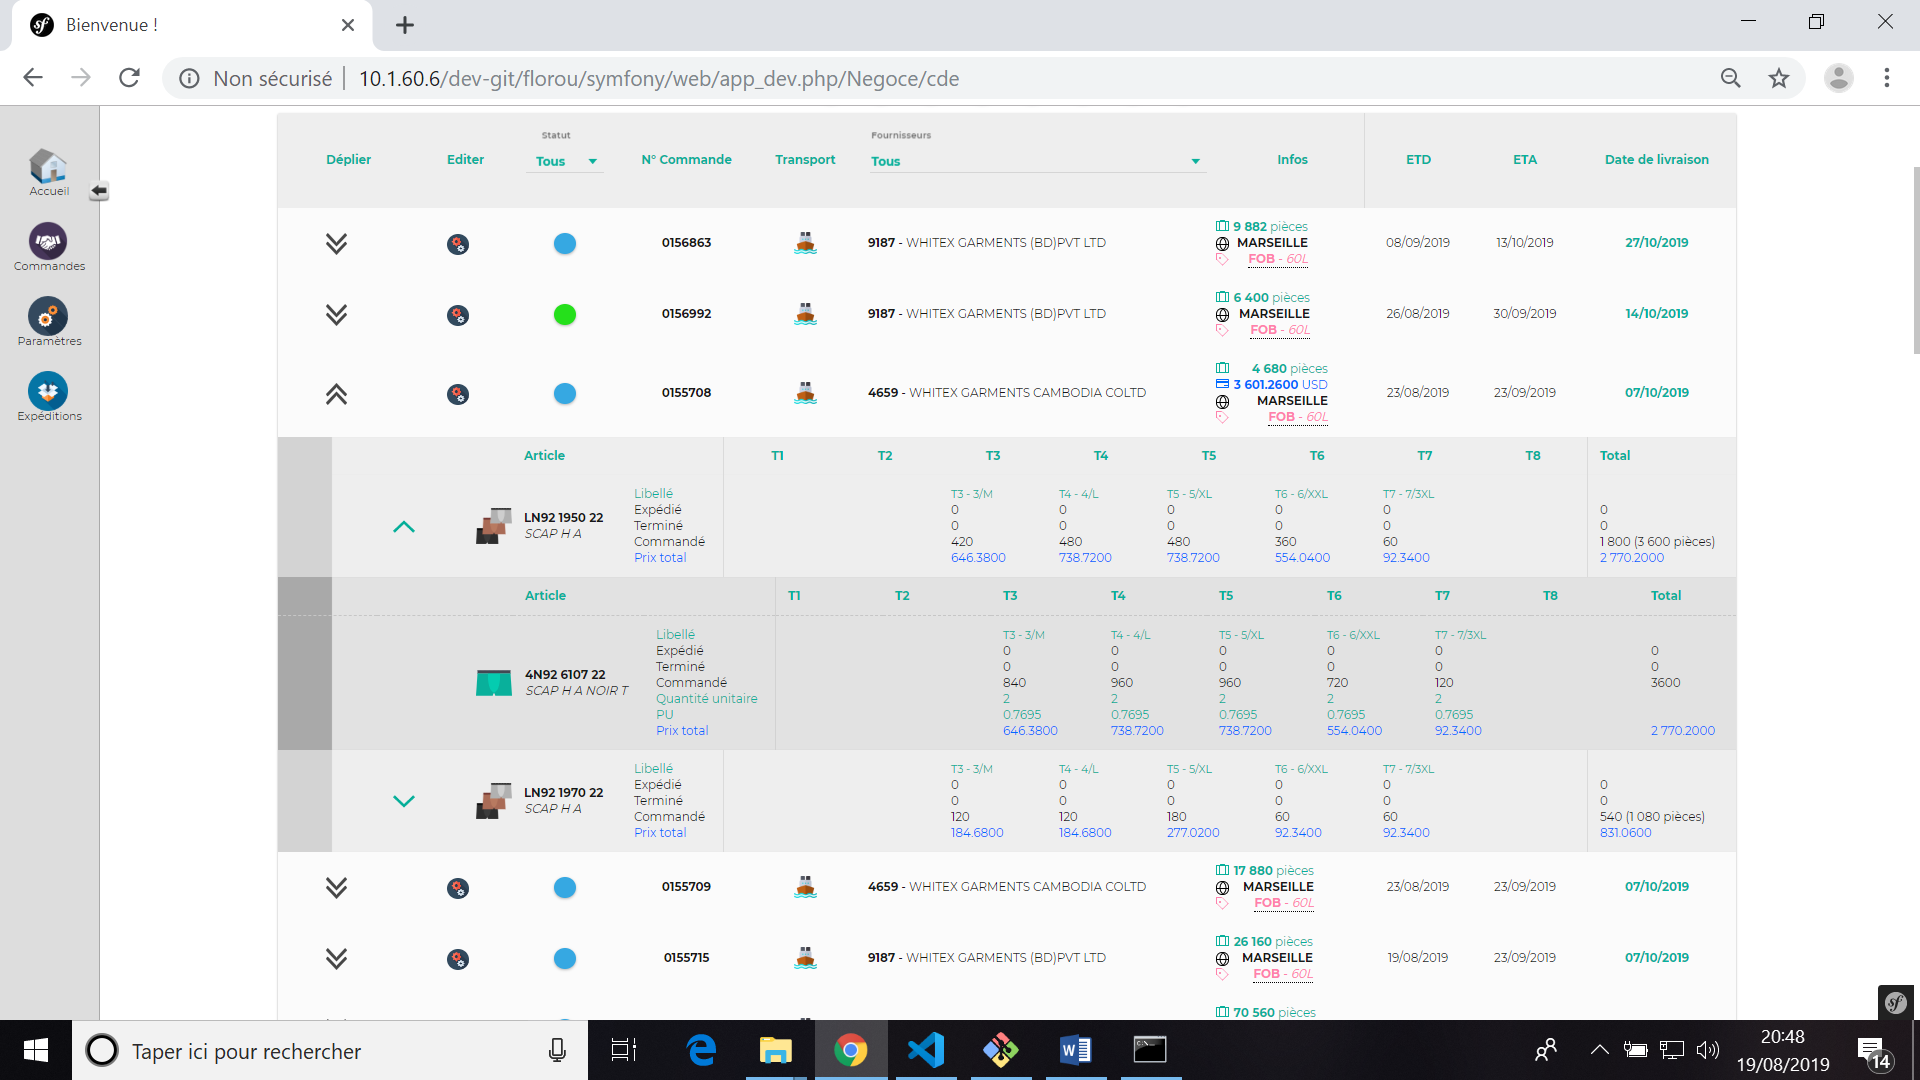 Bienvenue !
Non sécurisé 10.1.60.6/dev-git/florou/symfony/web/app_dev.php/Negoce/cde
Accueil
Commandes
Paramètres
Expéditions
Statut Fournisseurs
Déplier Editer Tous N° Commande Transport Tous Infos ETD ETA Date de livraison
9 882 pièces
0156863 9187 - WHITEX GARMENTS (BD)PVT LTD MARSEILLE 08/09/2019 13/10/2019 27/10/2019
FOB - 60L
6 400 pièces
0156992 9187 - WHITEX GARMENTS (BD)PVT LTD MARSEILLE 26/08/2019 30/09/2019 14/10/2019
FOB - 60L
4 680 pièces
3 601.2600 USD
0155708 4659 - WHITEX GARMENTS CAMBODIA COLTD 23/08/2019 23/09/2019 07/10/2019
MARSEILLE
FOB - 60L
Article T1 T2 T3 T4 T5 T6 T7 T8 Total
Libellé T3 - 3/M T4 - 4/L T5 - 5/XL T6 - 6/XXL T7 - 7/3XL
Expédié 0 0 0 0 0 0
LN92 1950 22
Terminé 0 0 0 0 0 0
SCAP H A
Commandé 420 480 480 360 60 1 800 (3 600 pièces)
Prix total 646.3800 738.7200 738.7200 554.0400 92.3400 2 770.2000
Article T1 T2 T3 T4 T5 T6 T7 T8 Total
Libellé T3 - 3/M T4 - 4/L T5 - 5/XL T6 - 6/XXL T7 - 7/3XL
Expédié 0 0 0 0 0 0
Terminé 0 0 0 0 0 0
4N92 6107 22
Commandé 840 960 960 720 120 3600
SCAP H A NOIR T
Quantité unitaire 2 2 2 2 2
PU 0.7695 0.7695 0.7695 0.7695 0.7695
Prix total 646.3800 738.7200 738.7200 554.0400 92.3400 2 770.2000
Libellé T3 - 3/M T4 - 4/L T5 - 5/XL T6 - 6/XXL T7 - 7/3XL
Expédié 0 0 0 0 0 0
LN92 1970 22
Terminé 0 0 0 0 0 0
SCAP H A
Commandé 120 120 180 60 60 540 (1 080 pièces)
Prix total 184.6800 184.6800 277.0200 92.3400 92.3400 831.0600
17 880 pièces
0155709 4659 - WHITEX GARMENTS CAMBODIA COLTD MARSEILLE 23/08/2019 23/09/2019 07/10/2019
FOB - 60L
26 160 pièces
0155715 9187 - WHITEX GARMENTS (BD)PVT LTD MARSEILLE 19/08/2019 23/09/2019 07/10/2019
FOB - 60L
70 560 pièces
Taper ici pour rechercher
20:48
19/08/2019
14